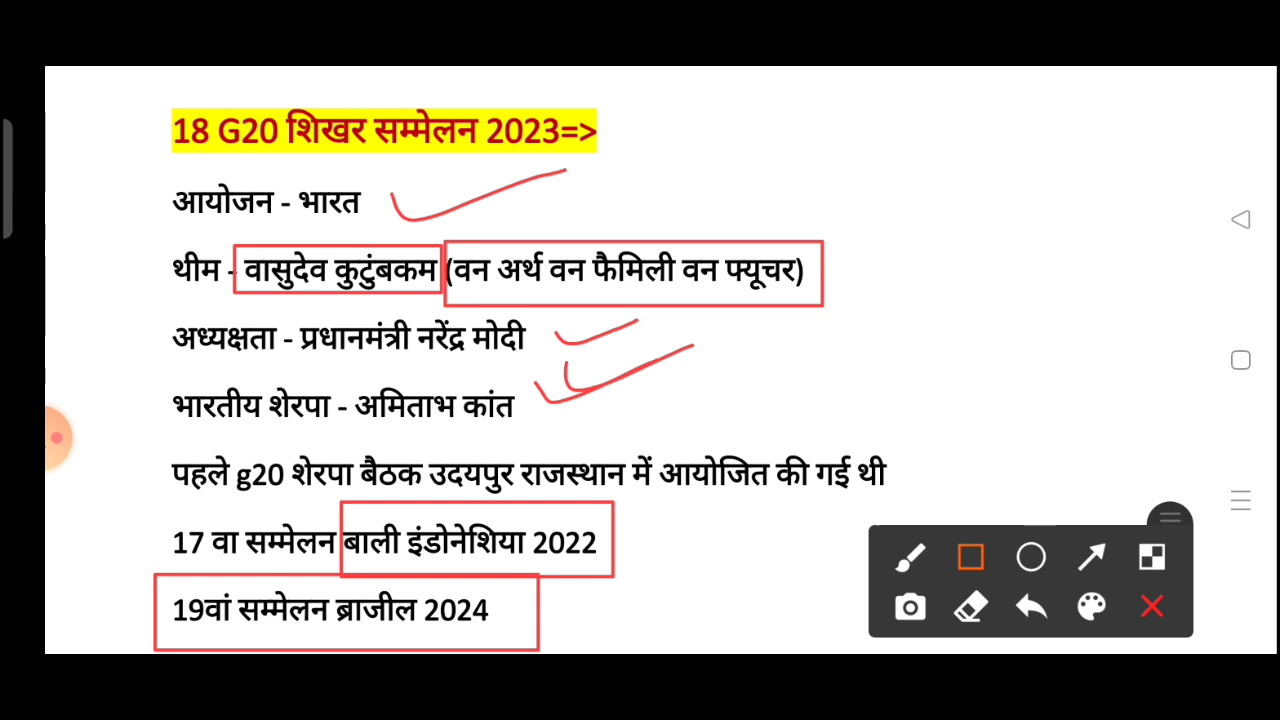 18 G20 शिखर सम्मेलन 2023=>
आयोजन - भारत
थीम - वासुदेव कुटुंबकम (वन अर्थ वन फैमिली वन फ्यूचर)
अध्यक्षता - प्रधानमंत्री नरेंद्र मोदी
भारतीय शेरपा - अमिताभ कांत
पहले g20 शेरपा बैठक उदयपुर राजस्थान में आयोजित की गई थी
17 वा सम्मेलन बाली इंडोनेशिया 2022
19वां सम्मेलन ब्राजील 2024